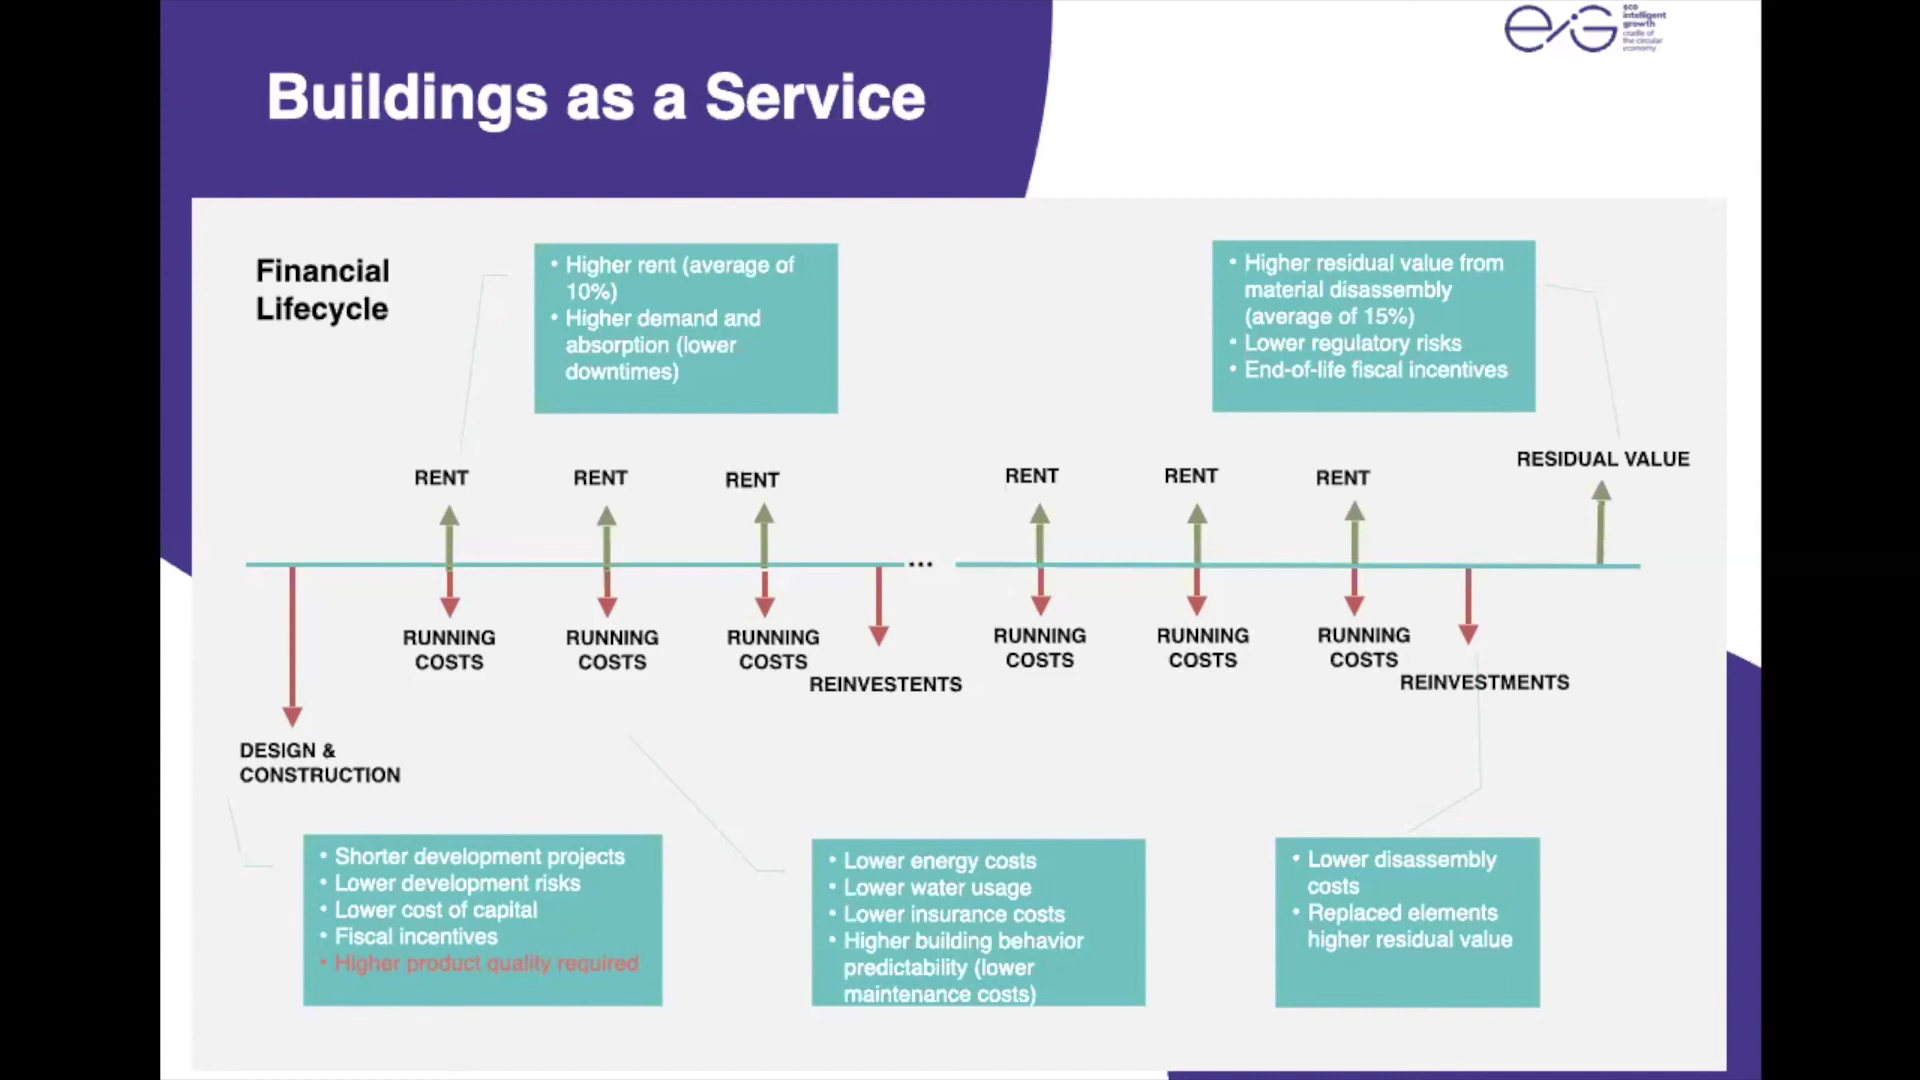 eco
intelligent
growth
cradle of
the circular
economy
eig
Buildings as a Service
Financial
Lifecycle
• Higher rent (average of
10%)
• Higher demand and
absorption (lower
downtimes)
• Higher residual value from
material disassembly
(average of 15%)
• Lower regulatory risks
• End-of-life fiscal incentives
RESIDUAL VALUE
RENT
RENT
RENT
RENT
RENT
RENT
...
RUNNING
COSTS
RUNNING
COSTS
RUNNING
COSTS
REINVESTENTS
RUNNING
COSTS
RUNNING
COSTS
RUNNING
COSTS
REINVESTMENTS
DESIGN &
CONSTRUCTION
• Shorter development projects
• Lower development risks
• Lower cost of capital
• Fiscal incentives
• Higher product quality required
• Lower energy costs
• Lower water usage
• Lower insurance costs
• Higher building behavior
predictability (lower
maintenance costs)
• Lower disassembly
costs
• Replaced elements
higher residual value